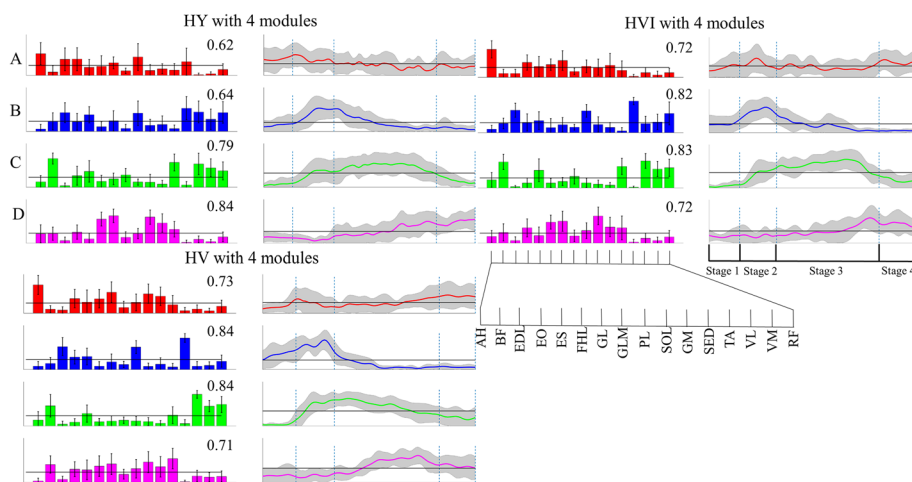 HY with 4 modules
A 0.62
B 0.64
C 0.79
D 0.84
HV with 4 modules
0.73
0.84
0.84
0.71
HVI with 4 modules
0.72
0.82
0.83
0.72
Stage 1 Stage 2 Stage 3 Stage 4
AH BF EDL EO ES FHL GL GLM PL SOL GM SED TA VL VM RF